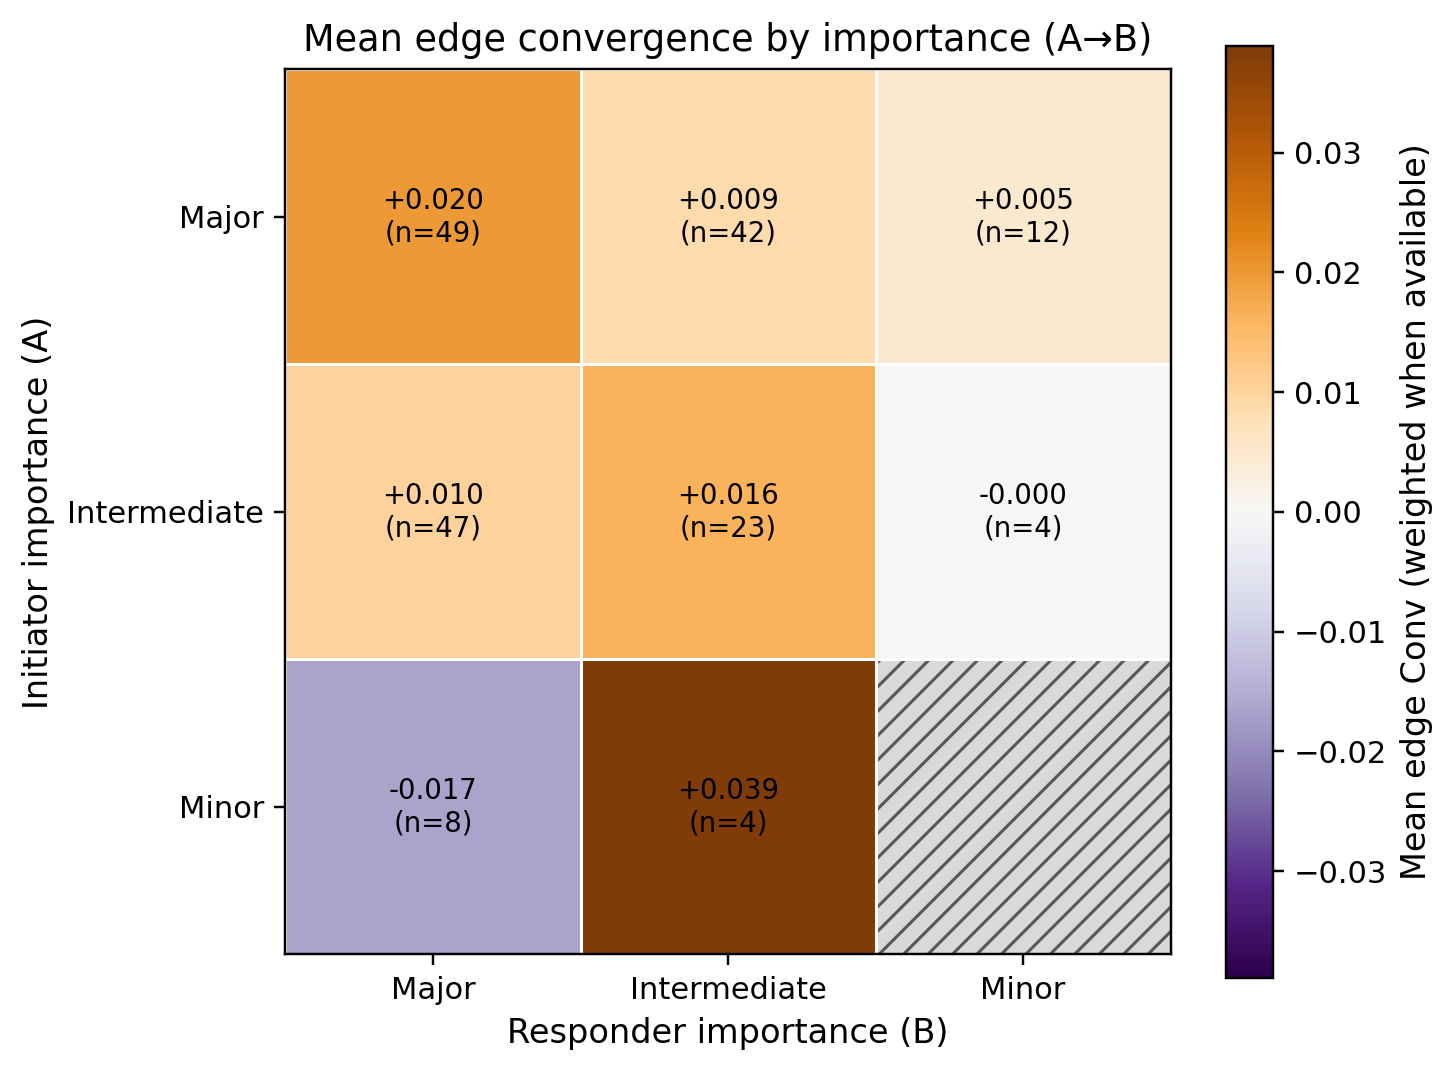 Mean edge convergence by importance (A→B)
Initiator importance (A)
Major
+0.020
(n=49)
+0.009
(n=42)
+0.005
(n=12)
Intermediate
+0.010
(n=47)
+0.016
(n=23)
-0.000
(n=4)
Minor
-0.017
(n=8)
+0.039
(n=4)
Major
Intermediate
Minor
Responder importance (B)
0.03
0.02
0.01
0.00
−0.01
−0.02
−0.03
Mean edge Conv (weighted when available)